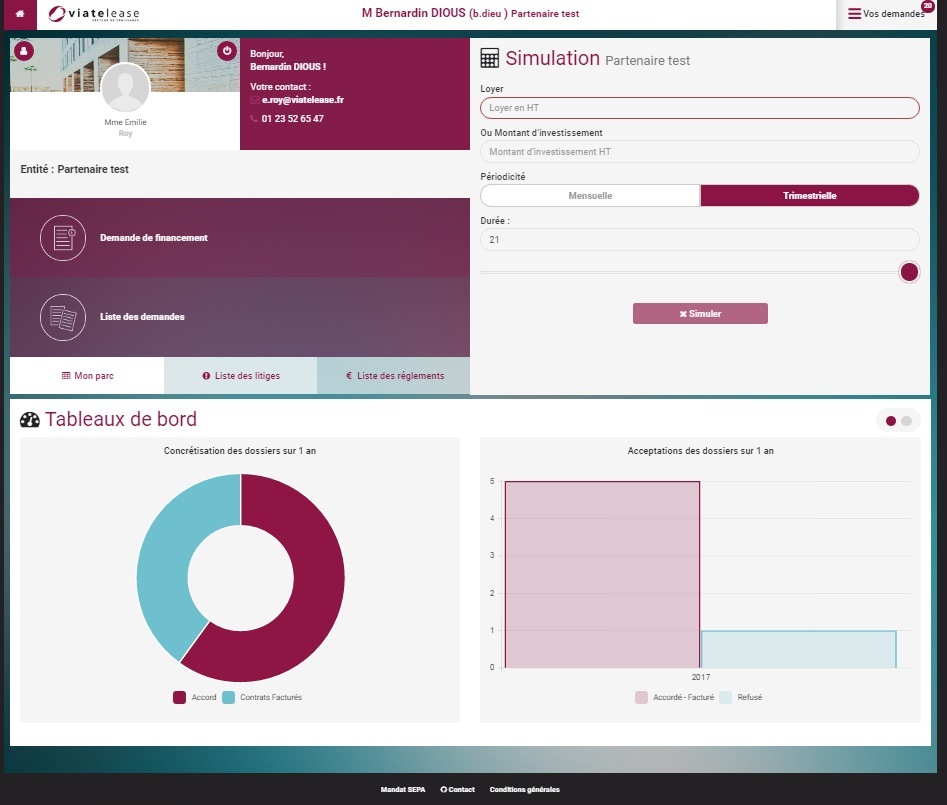 viatelease
M Bernardin DIOUS (b.dieu ) Partenaire test
Vos demandes
20
Bonjour,
Bernardin DIOUS !
Votre contact :
e.roy@viatelease.fr
01 23 52 65 47
Mme Emilie
Roy
Entité : Partenaire test
Demande de financement
Liste des demandes
Mon parc
Liste des litiges
€ Liste des réglements
Simulation Partenaire test
Loyer
Loyer en HT
Ou Montant d'investissement
Montant d'investissement HT
Périodicité
Mensuelle
Trimestrielle
Durée :
21
Simuler
Tableaux de bord
Concrétisation des dossiers sur 1 an
Accord
Contrats Facturés
Acceptations des dossiers sur 1 an
5
4
3
2
1
0
2017
Accordé - Facturé
Refusé
Mandat SEPA
Contact
Conditions générales